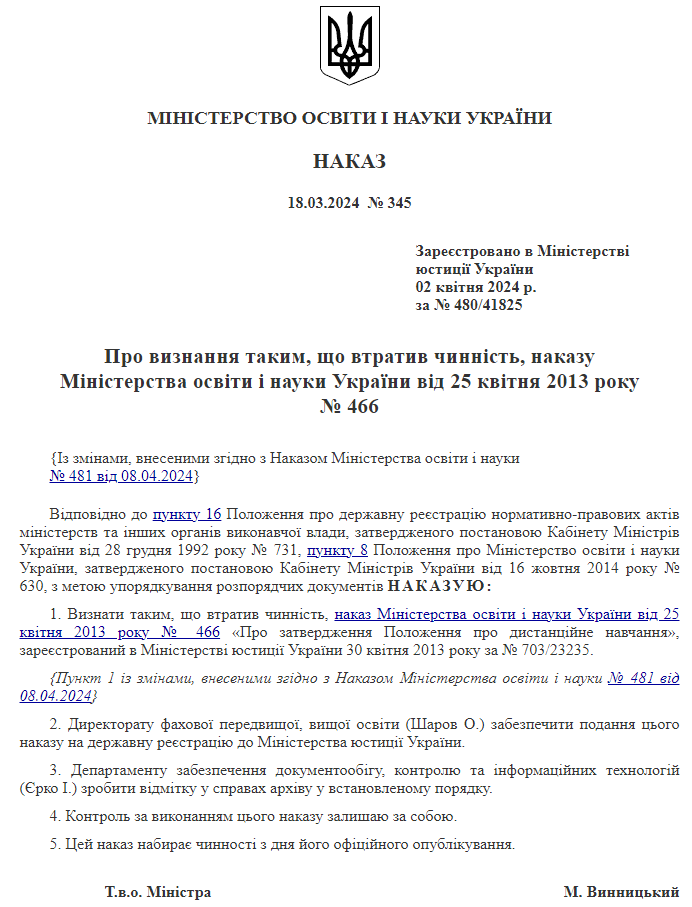 МІНІСТЕРСТВО ОСВІТИ І НАУКИ УКРАЇНИ
НАКАЗ
18.03.2024 № 345
Зареєстровано в Міністерстві
юстиції України
02 квітня 2024 р.
за № 480/41825
Про визнання таким, що втратив чинність, наказу
Міністерства освіти і науки України від 25 квітня 2013 року
№ 466
{Із змінами, внесеними згідно з Наказом Міністерства освіти і науки
№ 481 від 08.04.2024}
Відповідно до пункту 16 Положення про державну реєстрацію нормативно-правових актів
міністерств та інших органів виконавчої влади, затвердженого постановою Кабінету Міністрів
України від 28 грудня 1992 року № 731, пункту 8 Положення про Міністерство освіти і науки
України, затвердженого постановою Кабінету Міністрів України від 16 жовтня 2014 року №
630, з метою упорядкування розпорядчих документів НАКАЗУЮ:
1. Визнати таким, що втратив чинність, наказ Міністерства освіти і науки України від 25
квітня 2013 року № 466 «Про затвердження Положення про дистанційне навчання»,
зареєстрований в Міністерстві юстиції України 30 квітня 2013 року за № 703/23235.
{Пункт 1 із змінами, внесеними згідно з Наказом Міністерства освіти і науки № 481 від
08.04.2024}
2. Директорату фахової передвищої, вищої освіти (Шаров О.) забезпечити подання цього
наказу на державну реєстрацію до Міністерства юстиції України.
3. Департаменту забезпечення документообігу, контролю та інформаційних технологій
(Єрко І.) зробити відмітку у справах архіву у встановленому порядку.
4. Контроль за виконанням цього наказу залишаю за собою.
5. Цей наказ набирає чинності з дня його офіційного опублікування.
Т.в.о. Міністра М. Винницький